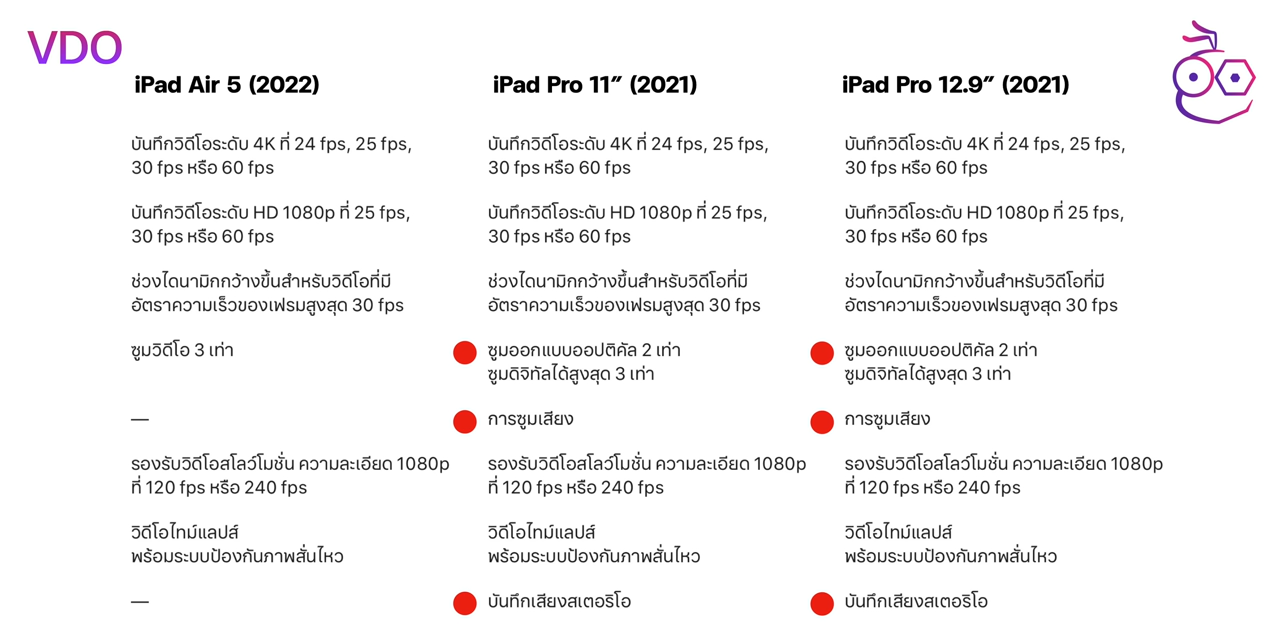 VDO
iPad Air 5 (2022)
บันทึกวิดีโอระดับ 4K ที่ 24 fps, 25 fps,
30 fps หรือ 60 fps
บันทึกวิดีโอระดับ HD 1080p ที่ 25 fps,
30 fps หรือ 60 fps
ช่วงไดนามิกกว้างขึ้นสำหรับวิดีโอที่มี
อัตราความเร็วของเฟรมสูงสุด 30 fps
ซูมวิดีโอ 3 เท่า
—
รองรับวิดีโอสโลว์โมชั่น ความละเอียด 1080p
ที่ 120 fps หรือ 240 fps
วิดีโอไทม์แลปส์
พร้อมระบบป้องกันภาพสั่นไหว
—
iPad Pro 11″ (2021)
บันทึกวิดีโอระดับ 4K ที่ 24 fps, 25 fps,
30 fps หรือ 60 fps
บันทึกวิดีโอระดับ HD 1080p ที่ 25 fps,
30 fps หรือ 60 fps
ช่วงไดนามิกกว้างขึ้นสำหรับวิดีโอที่มี
อัตราความเร็วของเฟรมสูงสุด 30 fps
ซูมออกแบบออปติคัล 2 เท่า
ซูมดิจิทัลได้สูงสุด 3 เท่า
การซูมเสียง
รองรับวิดีโอสโลว์โมชั่น ความละเอียด 1080p
ที่ 120 fps หรือ 240 fps
วิดีโอไทม์แลปส์
พร้อมระบบป้องกันภาพสั่นไหว
บันทึกเสียงสเตอริโอ
iPad Pro 12.9″ (2021)
บันทึกวิดีโอระดับ 4K ที่ 24 fps, 25 fps,
30 fps หรือ 60 fps
บันทึกวิดีโอระดับ HD 1080p ที่ 25 fps,
30 fps หรือ 60 fps
ช่วงไดนามิกกว้างขึ้นสำหรับวิดีโอที่มี
อัตราความเร็วของเฟรมสูงสุด 30 fps
ซูมออกแบบออปติคัล 2 เท่า
ซูมดิจิทัลได้สูงสุด 3 เท่า
การซูมเสียง
รองรับวิดีโอสโลว์โมชั่น ความละเอียด 1080p
ที่ 120 fps หรือ 240 fps
วิดีโอไทม์แลปส์
พร้อมระบบป้องกันภาพสั่นไหว
บันทึกเสียงสเตอริโอ